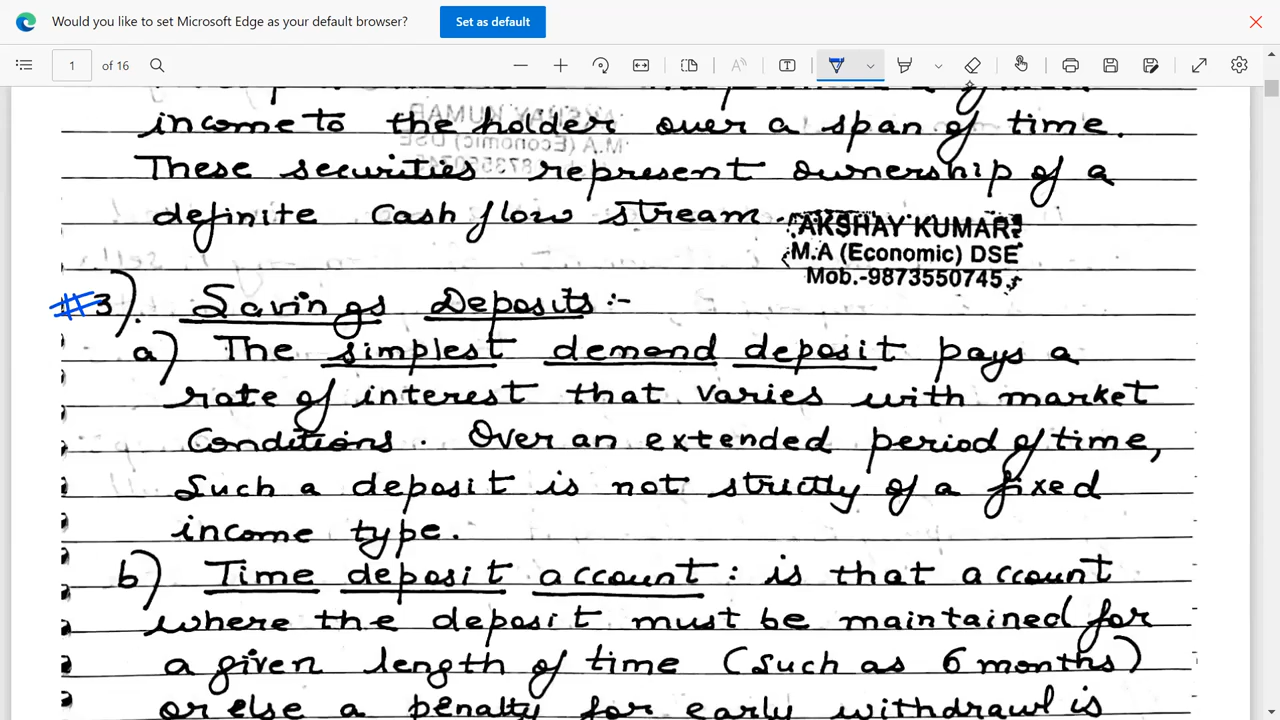 Would you like to set Microsoft Edge as your default browser? Set as default
1 of 16
income to the holder over a span of time.
These securities represent ownership of a
definite Cash flow stream.
AKSHAY KUMAR
M.A (Economic) DSE
Mob.-9873550745
#3). Savings Deposits :-
a) The simplest demand deposit pays a
rate of interest that varies with market
Conditions. Over an extended period of time,
Such a deposit is not strictly of a fixed
income type.
b) Time deposit account : is that account
where the deposit must be maintained for
a given length of time (Such as 6 months)
or else a penalty for early withdrawl is